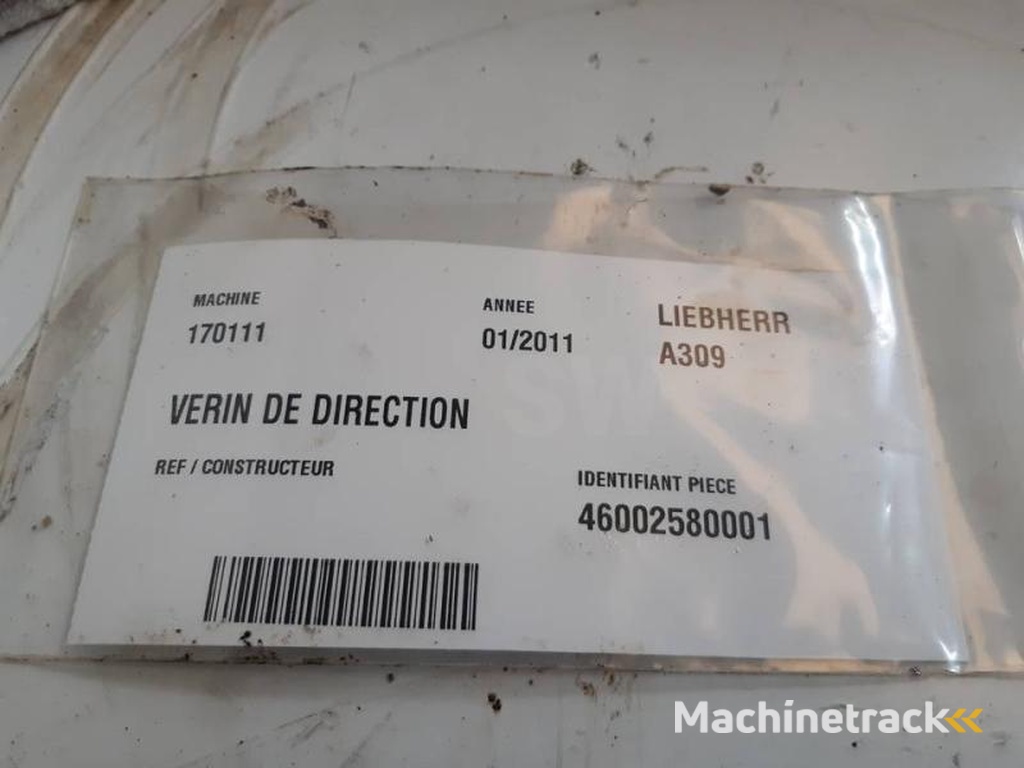 MACHINE
170111
ANNEE
01/2011
LIEBHERR
A309
VERIN DE DIRECTION
REF / CONSTRUCTEUR
IDENTIFIANT PIECE
46002580001
Machinetrack